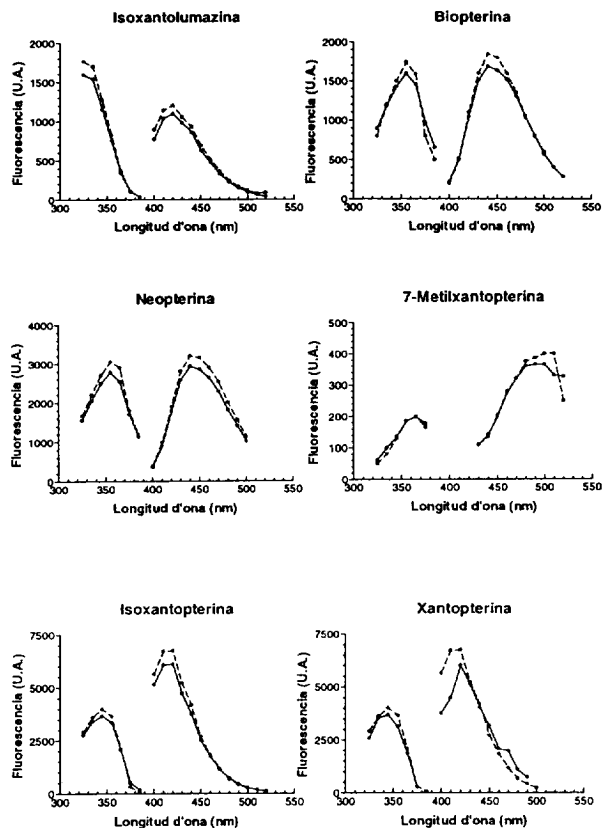 Isoxantolumazina
Fluorescencia (U.A.)
2000
1500
1000
500
0
300 350 400 450 500 550
Longitud d'ona (nm)
Biopterina
Fluorescencia (U.A.)
2000
1500
1000
500
0
300 350 400 450 500 550
Longitud d'ona (nm)
Neopterina
Fluorescencia (U.A.)
4000
3000
2000
1000
0
300 350 400 450 500 550
Longitud d'ona (nm)
7-Metilxantopterina
Fluorescencia (U.A.)
500
400
300
200
100
0
300 350 400 450 500 550
Longitud d'ona (nm)
Isoxantopterina
Fluorescencia (U.A.)
7500
5000
2500
0
300 350 400 450 500 550
Longitud d'ona (nm)
Xantopterina
Fluorescencia (U.A.)
7500
5000
2500
0
300 350 400 450 500 550
Longitud d'ona (nm)